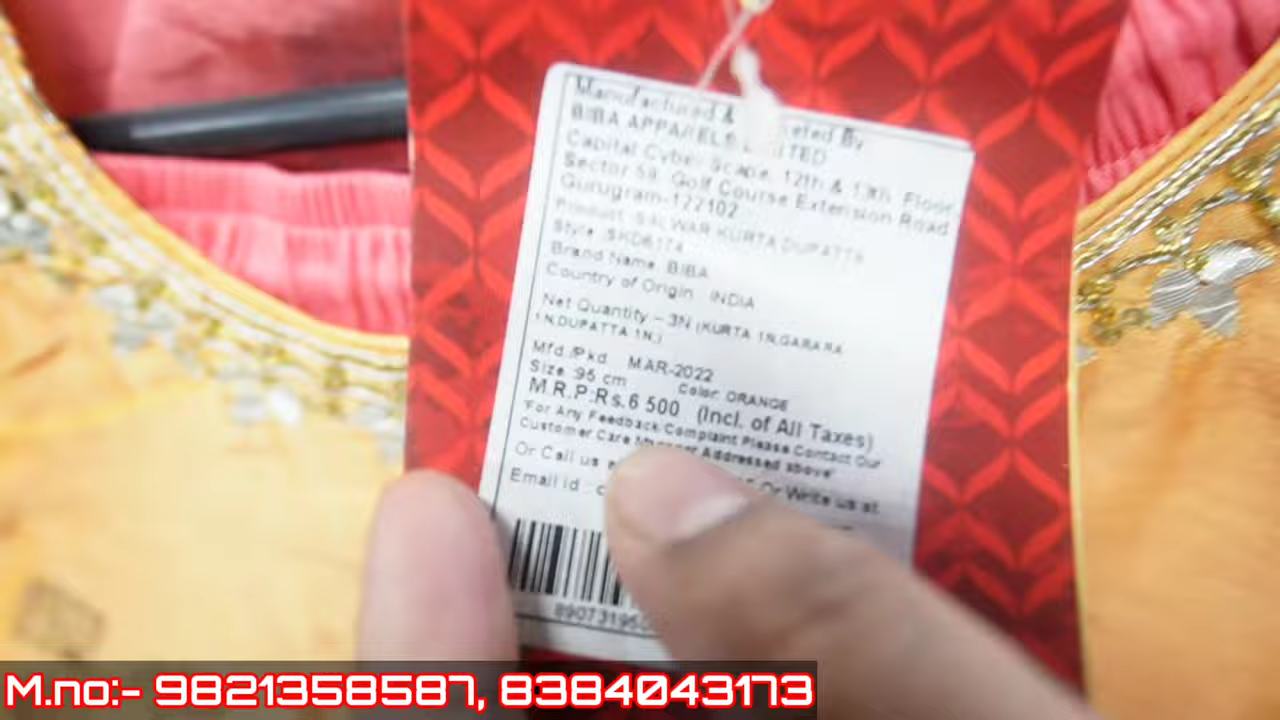 Manufactured & eted By
BIBA APPARELS LIMITED
Capital Cyber Scape, 12th & 13th Floor,
Sector 59, Golf Course Extension Road
Gurugram-122102
Product SALWAR KURTA DUPATTA
Style :SKD6174
Brand Name BIBA
Country of Origin INDIA
Net Quantity - 3N (KURTA 1N,GARARA
1N,DUPATTA 1N,)
Mfd./Pkd MAR-2022
Size :95 cm Color: ORANGE
M.R.P:Rs.6 500 (Incl. of All Taxes)
"For Any Feedback/Complaint Please Contact Our
Customer Care Manager Addressed above"
Or Call us Or Write us at
Email id :
89073195
M.no:- 9821358587, 8384043173